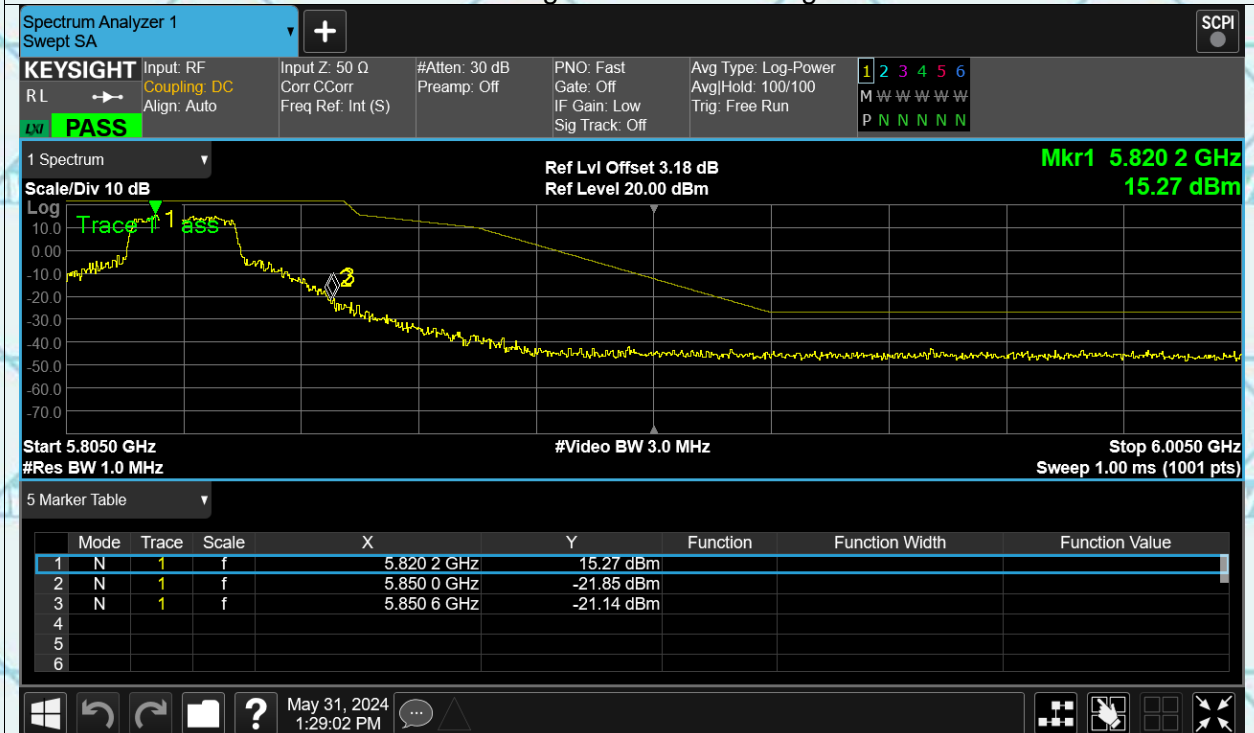 Spectrum Analyzer 1
Swept SA
+
SCPI
KEYSIGHT
RL
LXI PASS
Input: RF
Coupling: DC
Align: Auto
Input Z: 50 Ω
Corr CCorr
Freq Ref: Int (S)
#Atten: 30 dB
Preamp: Off
PNO: Fast
Gate: Off
IF Gain: Low
Sig Track: Off
Avg Type: Log-Power
Avg|Hold: 100/100
Trig: Free Run
1 2 3 4 5 6
M W W W W W W
P N N N N N N
1 Spectrum
Scale/Div 10 dB
Ref Lvl Offset 3.18 dB
Ref Level 20.00 dBm
Mkr1 5.820 2 GHz
15.27 dBm
Log
Trace 1
1
10.0
0.00
-10.0
-20.0
-30.0
-40.0
-50.0
-60.0
-70.0
Start 5.8050 GHz
#Res BW 1.0 MHz
#Video BW 3.0 MHz
Stop 6.0050 GHz
Sweep 1.00 ms (1001 pts)
5 Marker Table
Mode Trace Scale X Y Function Function Width Function Value
1 N 1 f 5.820 2 GHz 15.27 dBm
2 N 1 f 5.850 0 GHz -21.85 dBm
3 N 1 f 5.850 6 GHz -21.14 dBm
4
5
6
?
May 31, 2024
1:29:02 PM